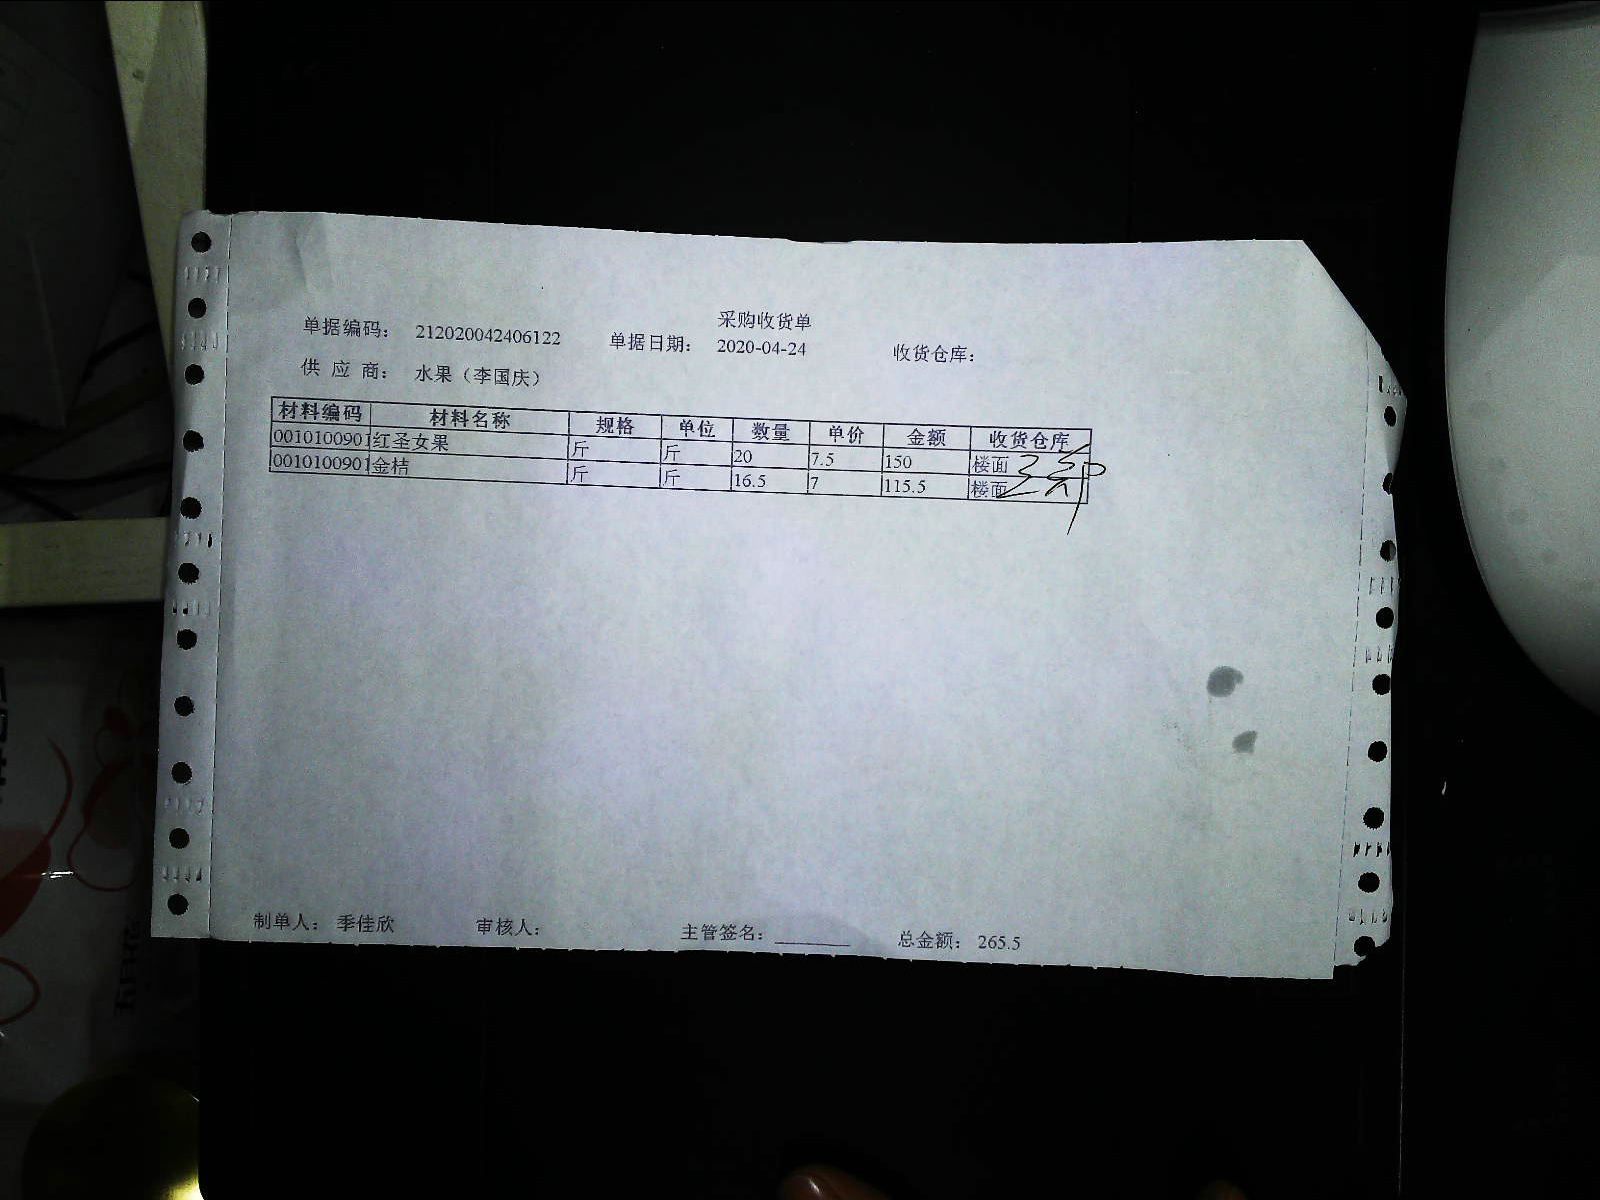 采购收货单
单据编码： 212020042406122 单据日期： 2020-04-24 收货仓库：
供 应 商： 水果（李国庆）
材料编码 材料名称 规格 单位 数量 单价 金额 收货仓库
0010100901 红圣女果 斤 斤 20 7.5 150 楼面
0010100901 金桔 斤 斤 16.5 7 115.5 楼面
制单人： 季佳欣 审核人： 主管签名： 总金额： 265.5